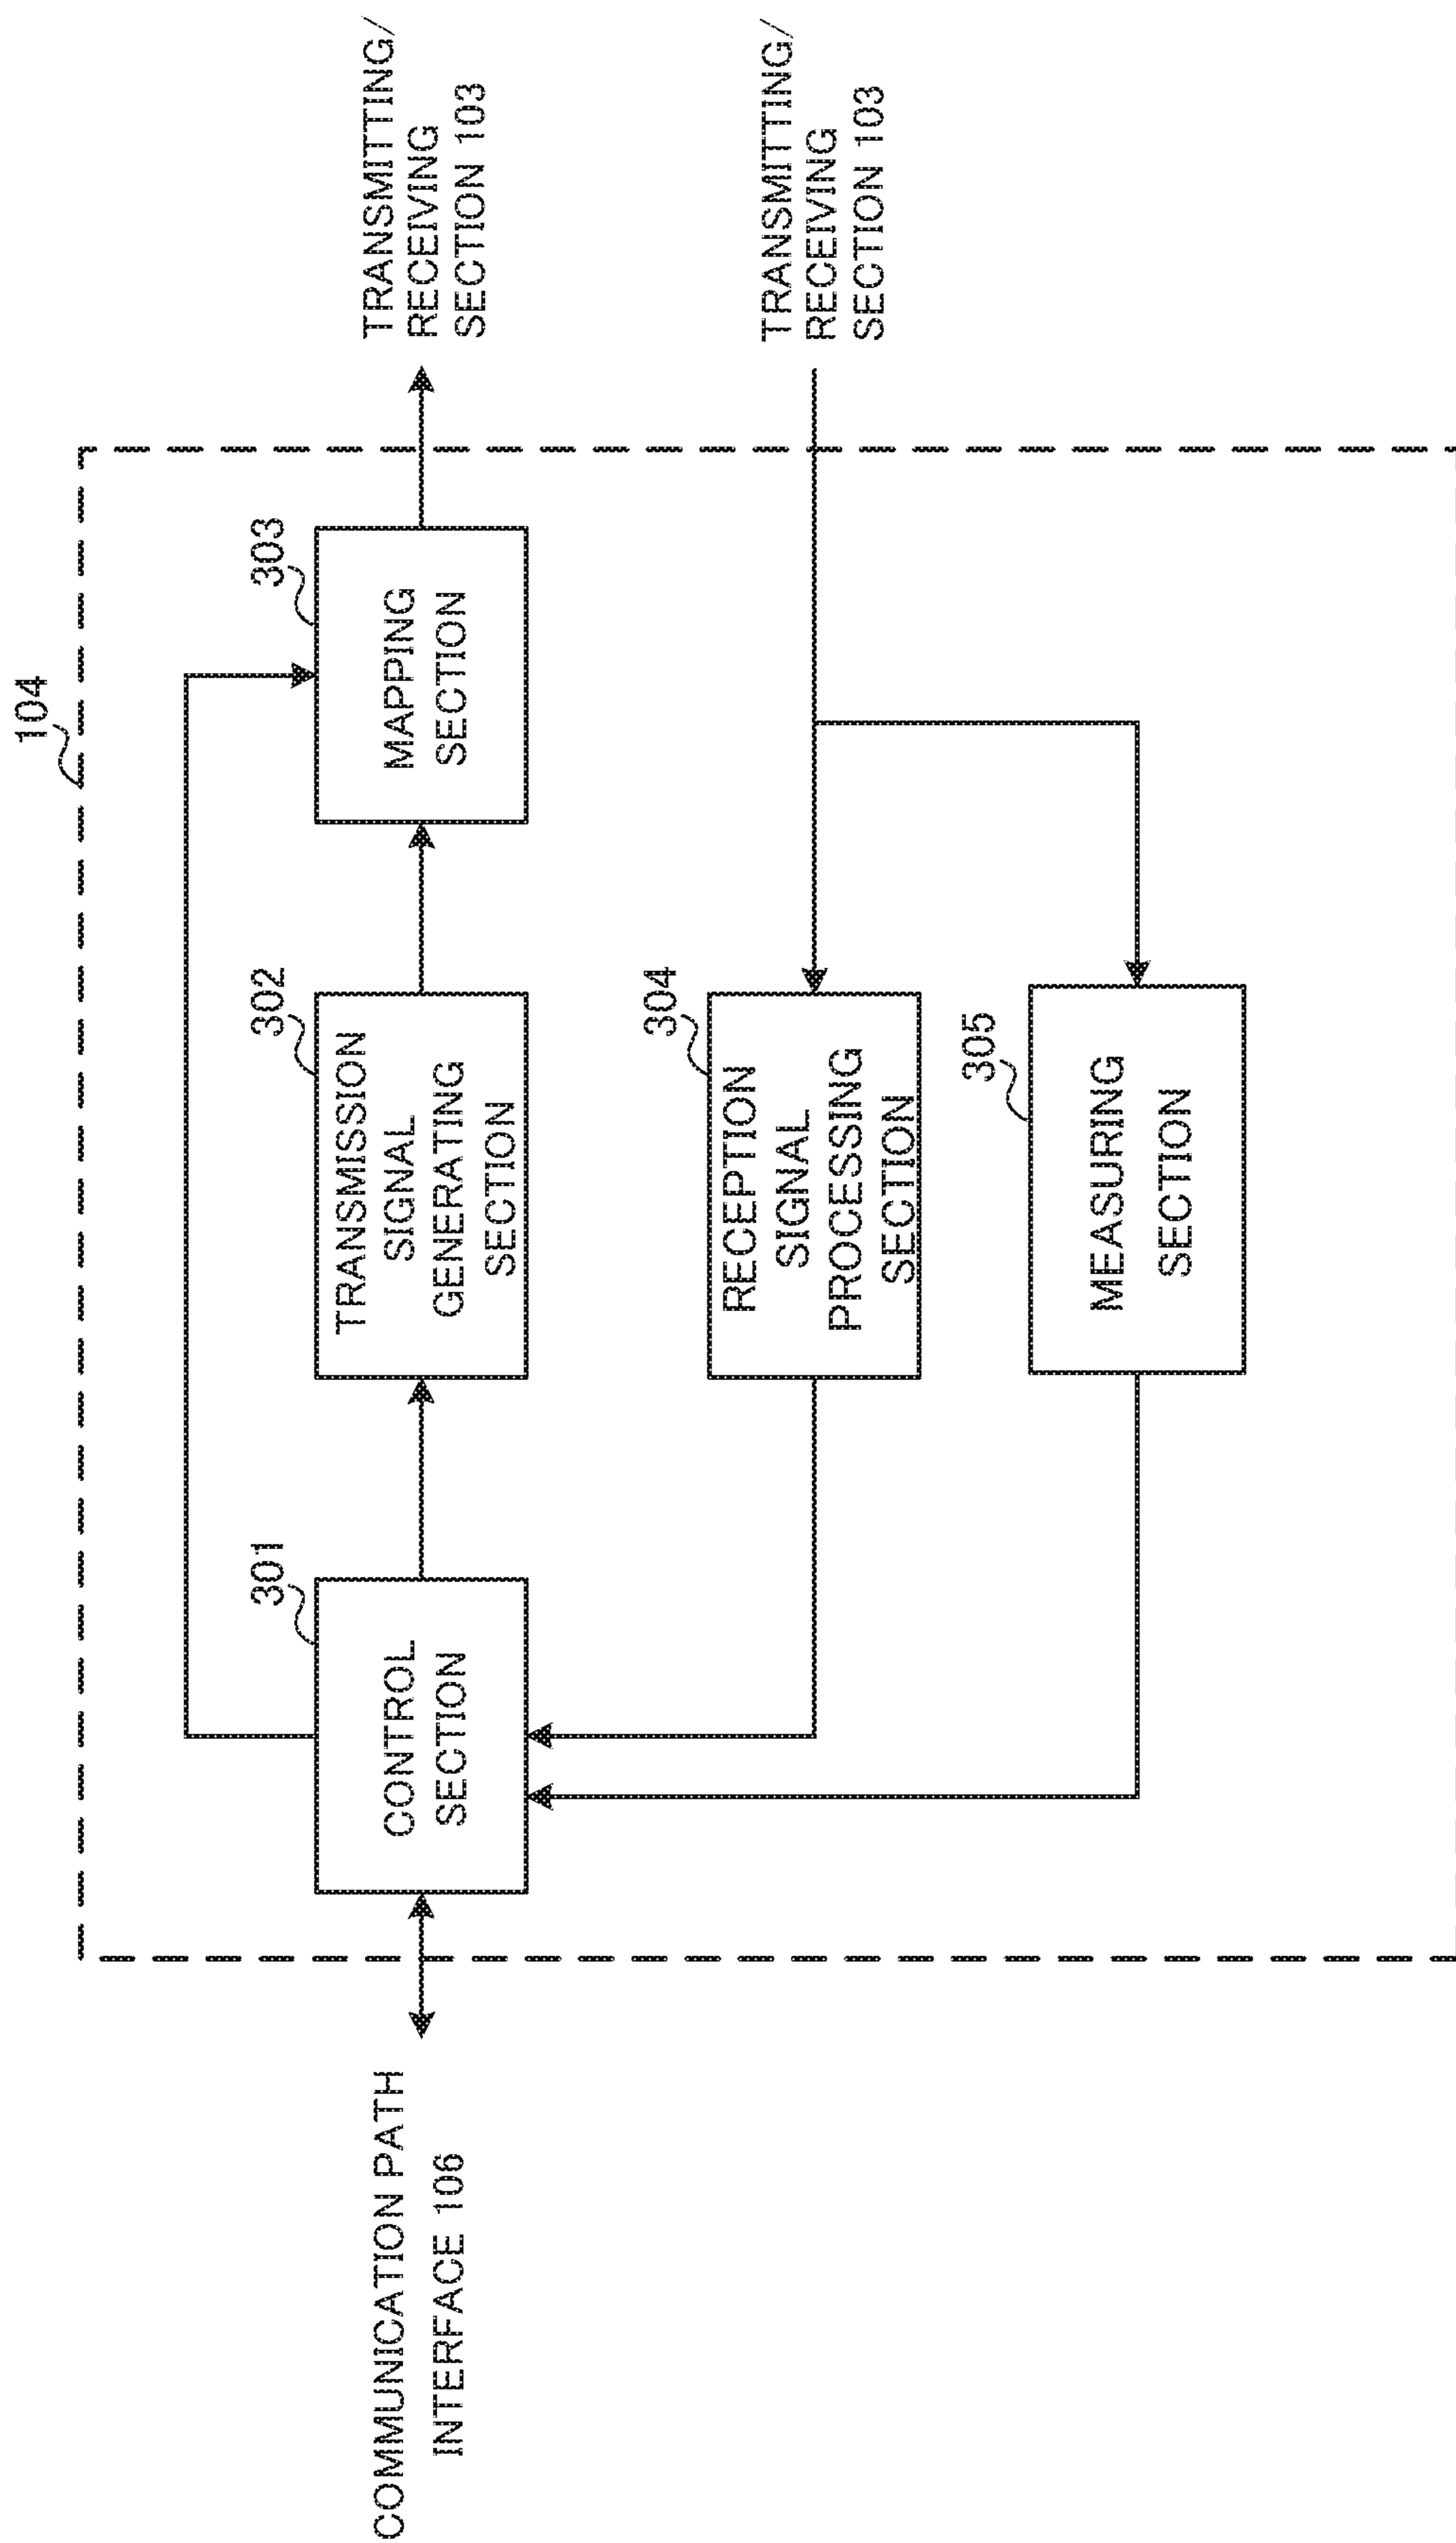 104
COMMUNICATION PATH
INTERFACE 106
301
CONTROL
SECTION
302
TRANSMISSION
SIGNAL
GENERATING
SECTION
303
MAPPING
SECTION
TRANSMITTING/
RECEIVING
SECTION 103
304
RECEPTION
SIGNAL
PROCESSING
SECTION
TRANSMITTING/
RECEIVING
SECTION 103
305
MEASURING
SECTION